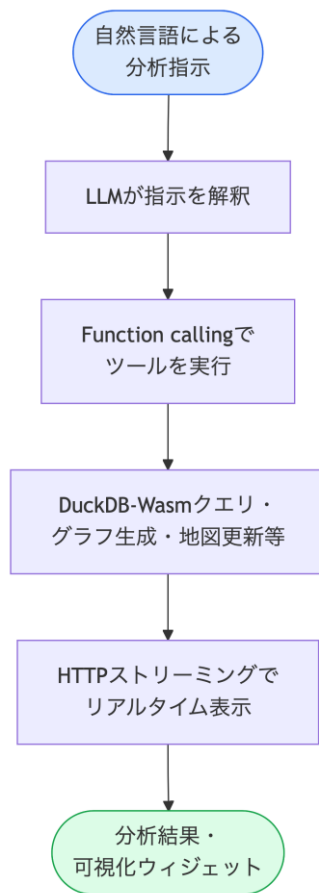 自然言語による
分析指示
LLMが指示を解釈
Function callingで
ツールを実行
DuckDB-Wasmクエリ・
グラフ生成・地図更新等
HTTPストリーミングで
リアルタイム表示
分析結果・
可視化ウィジェット